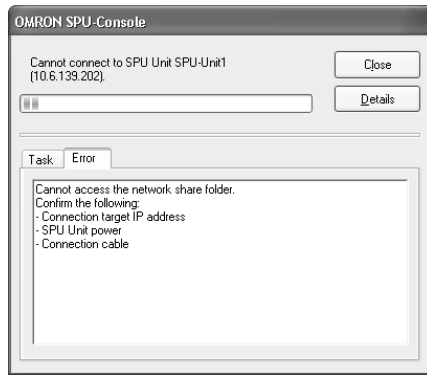 OMRON SPU-Console
Cannot connect to SPU Unit SPU-Unit1
(10.6.139.202).
Close
Details
Task
Error
Cannot access the network share folder.
Confirm the following:
- Connection target IP address
- SPU Unit power
- Connection cable